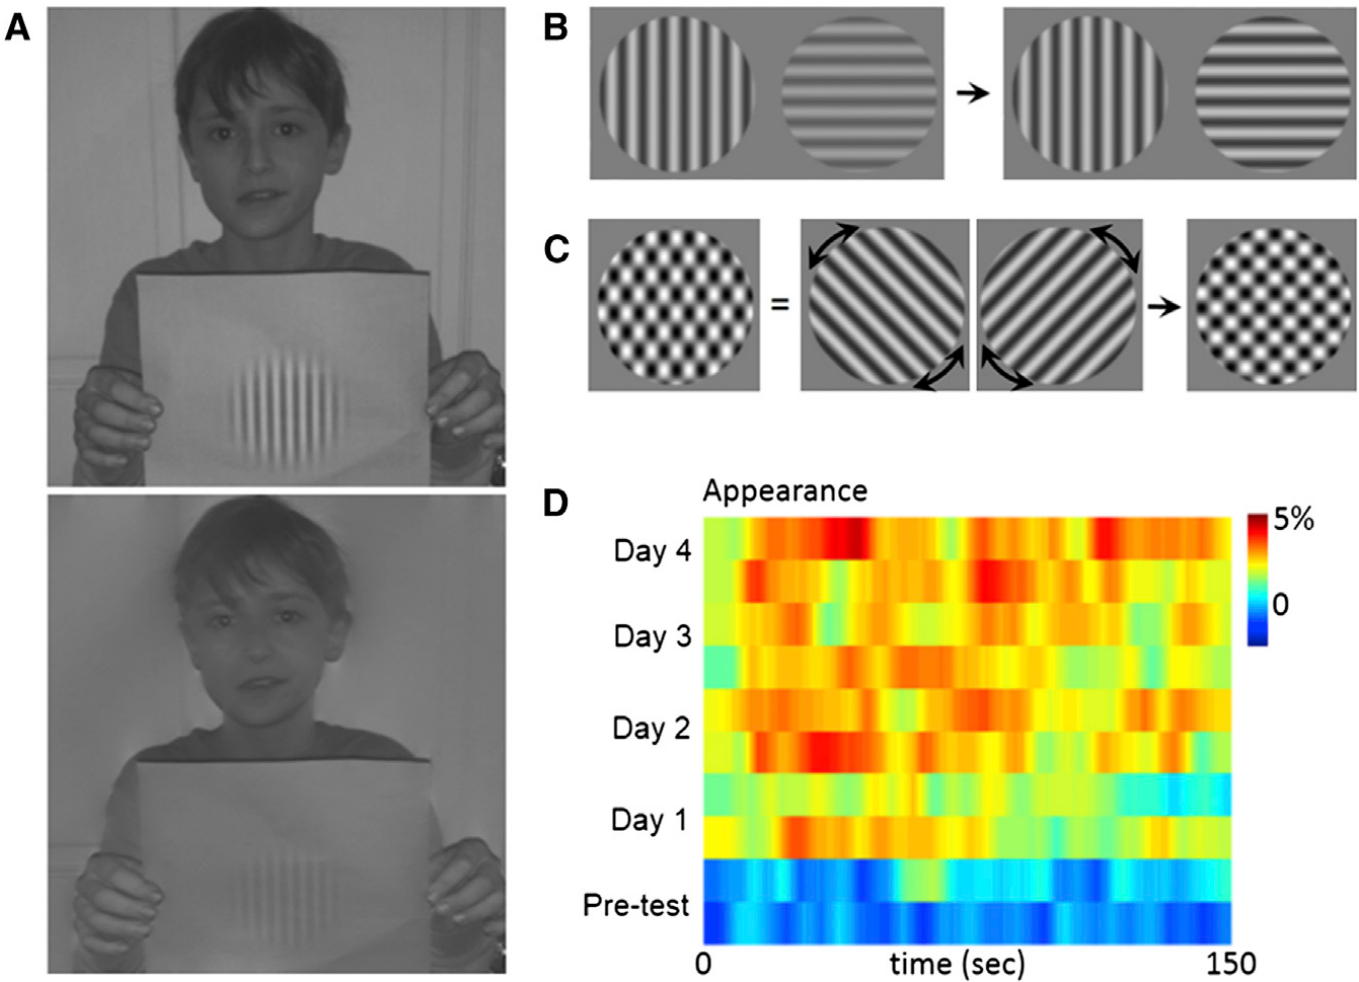 A
B
C
=
D
Appearance
Day 4
Day 3
Day 2
Day 1
Pre-test
5%
0
0
time (sec)
150